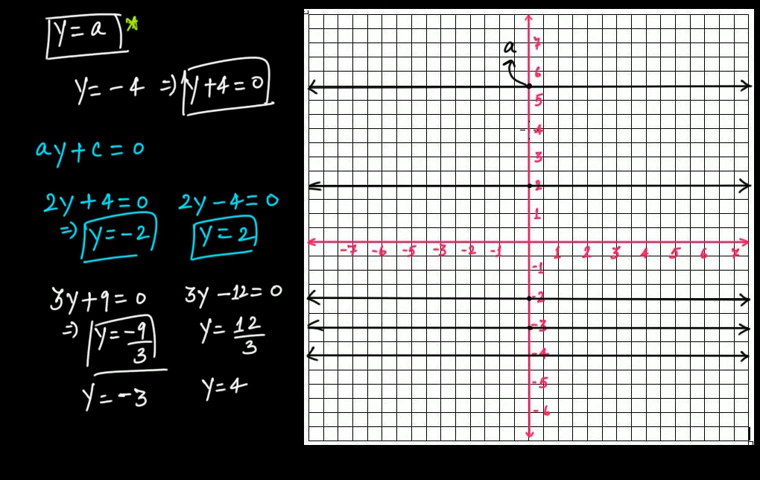 y = a *
y = -4 ⇒ y+4=0
ay + c = 0
2y + 4 = 0
⇒ y = -2
2y - 4 = 0
y = 2
3y + 9 = 0
⇒ y = -9/3
y = -3
3y - 12 = 0
y = 12/3
y = 4
a
7
6
5
4
3
2
1
-7 -6 -5 -3 -2 -1 1 2 3 4 5 6 7
-1
-2
-3
-4
-5
-6